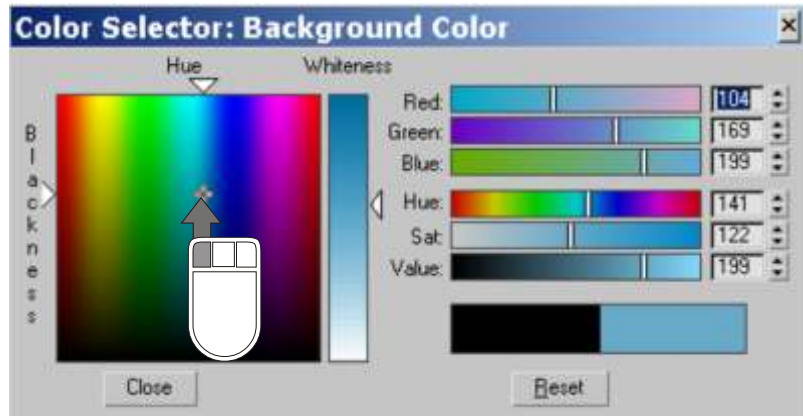 Color Selector: Background Color
Hue
Whiteness
Blackness
Red: 104
Green: 169
Blue: 199
Hue: 141
Sat: 122
Value: 199
Close
Reset